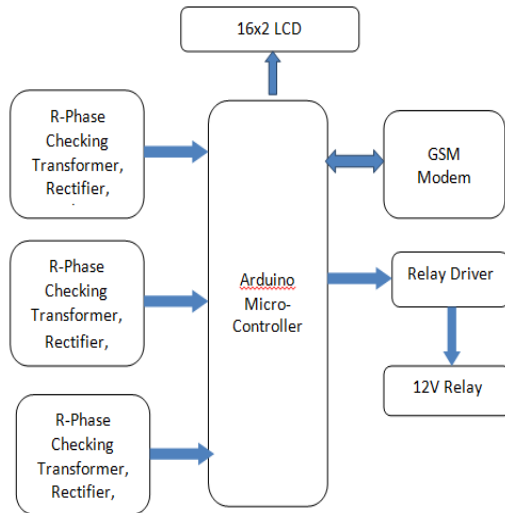 16x2 LCD
R-Phase
Checking
Transformer,
Rectifier,
GSM
Modem
R-Phase
Checking
Transformer,
Rectifier,
Arduino
Micro-
Controller
Relay Driver
12V Relay
R-Phase
Checking
Transformer,
Rectifier,